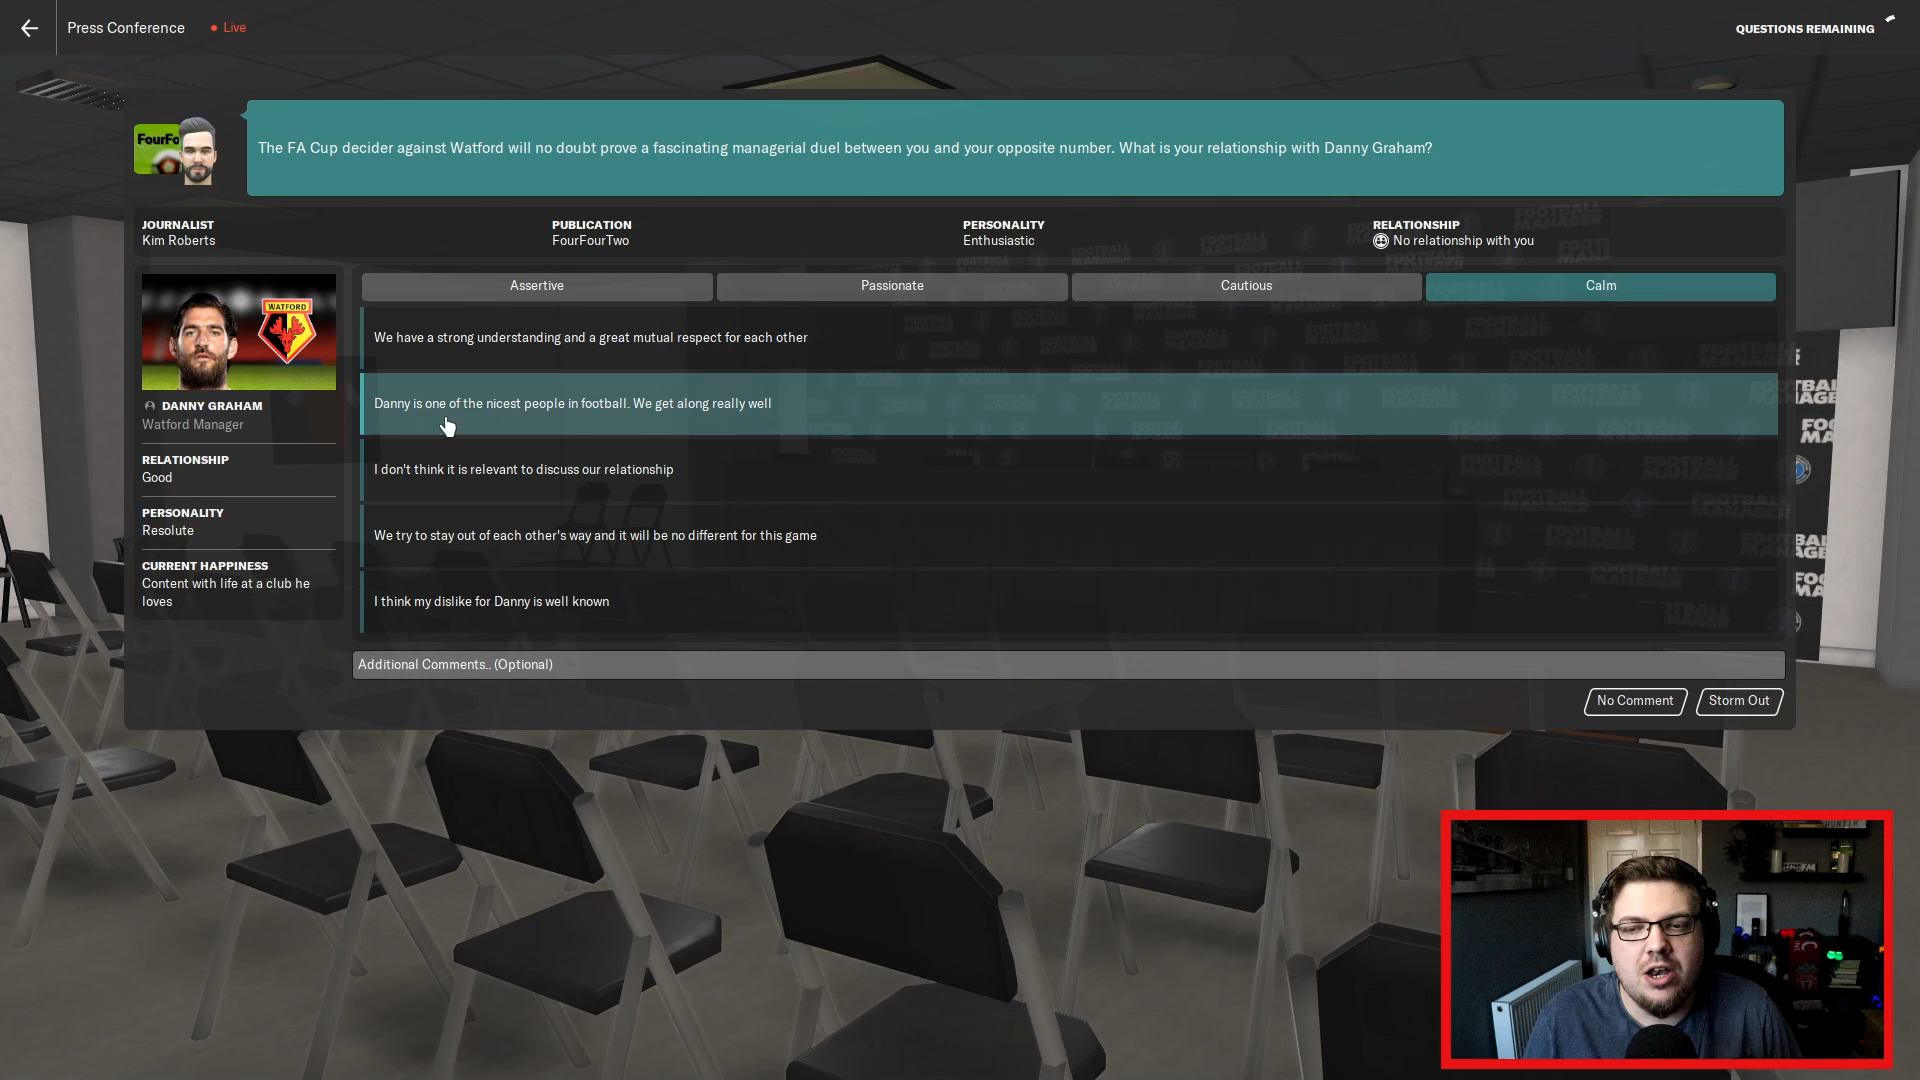 Press Conference
Live
QUESTIONS REMAINING
FourFo
The FA Cup decider against Watford will no doubt prove a fascinating managerial duel between you and your opposite number. What is your relationship with Danny Graham?
JOURNALIST
Kim Roberts
PUBLICATION
FourFourTwo
PERSONALITY
Enthusiastic
RELATIONSHIP
No relationship with you
WATFORD
DANNY GRAHAM
Watford Manager
RELATIONSHIP
Good
PERSONALITY
Resolute
CURRENT HAPPINESS
Content with life at a club he
loves
Assertive
Passionate
Cautious
Calm
We have a strong understanding and a great mutual respect for each other
Danny is one of the nicest people in football. We get along really well
I don't think it is relevant to discuss our relationship
We try to stay out of each other's way and it will be no different for this game
I think my dislike for Danny is well known
Additional Comments.. (Optional)
No Comment
Storm Out